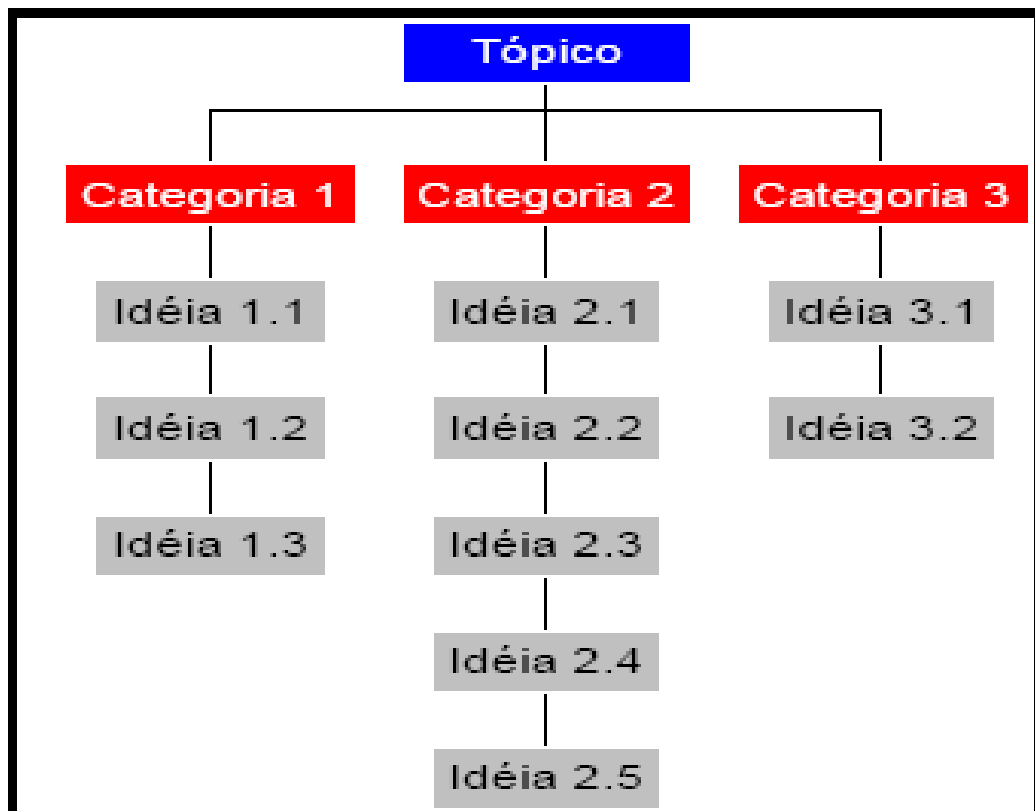 Tópico
Categoria 1
Categoria 2
Categoria 3
Idéia 1.1
Idéia 2.1
Idéia 3.1
Idéia 1.2
Idéia 2.2
Idéia 3.2
Idéia 1.3
Idéia 2.3
Idéia 2.4
Idéia 2.5